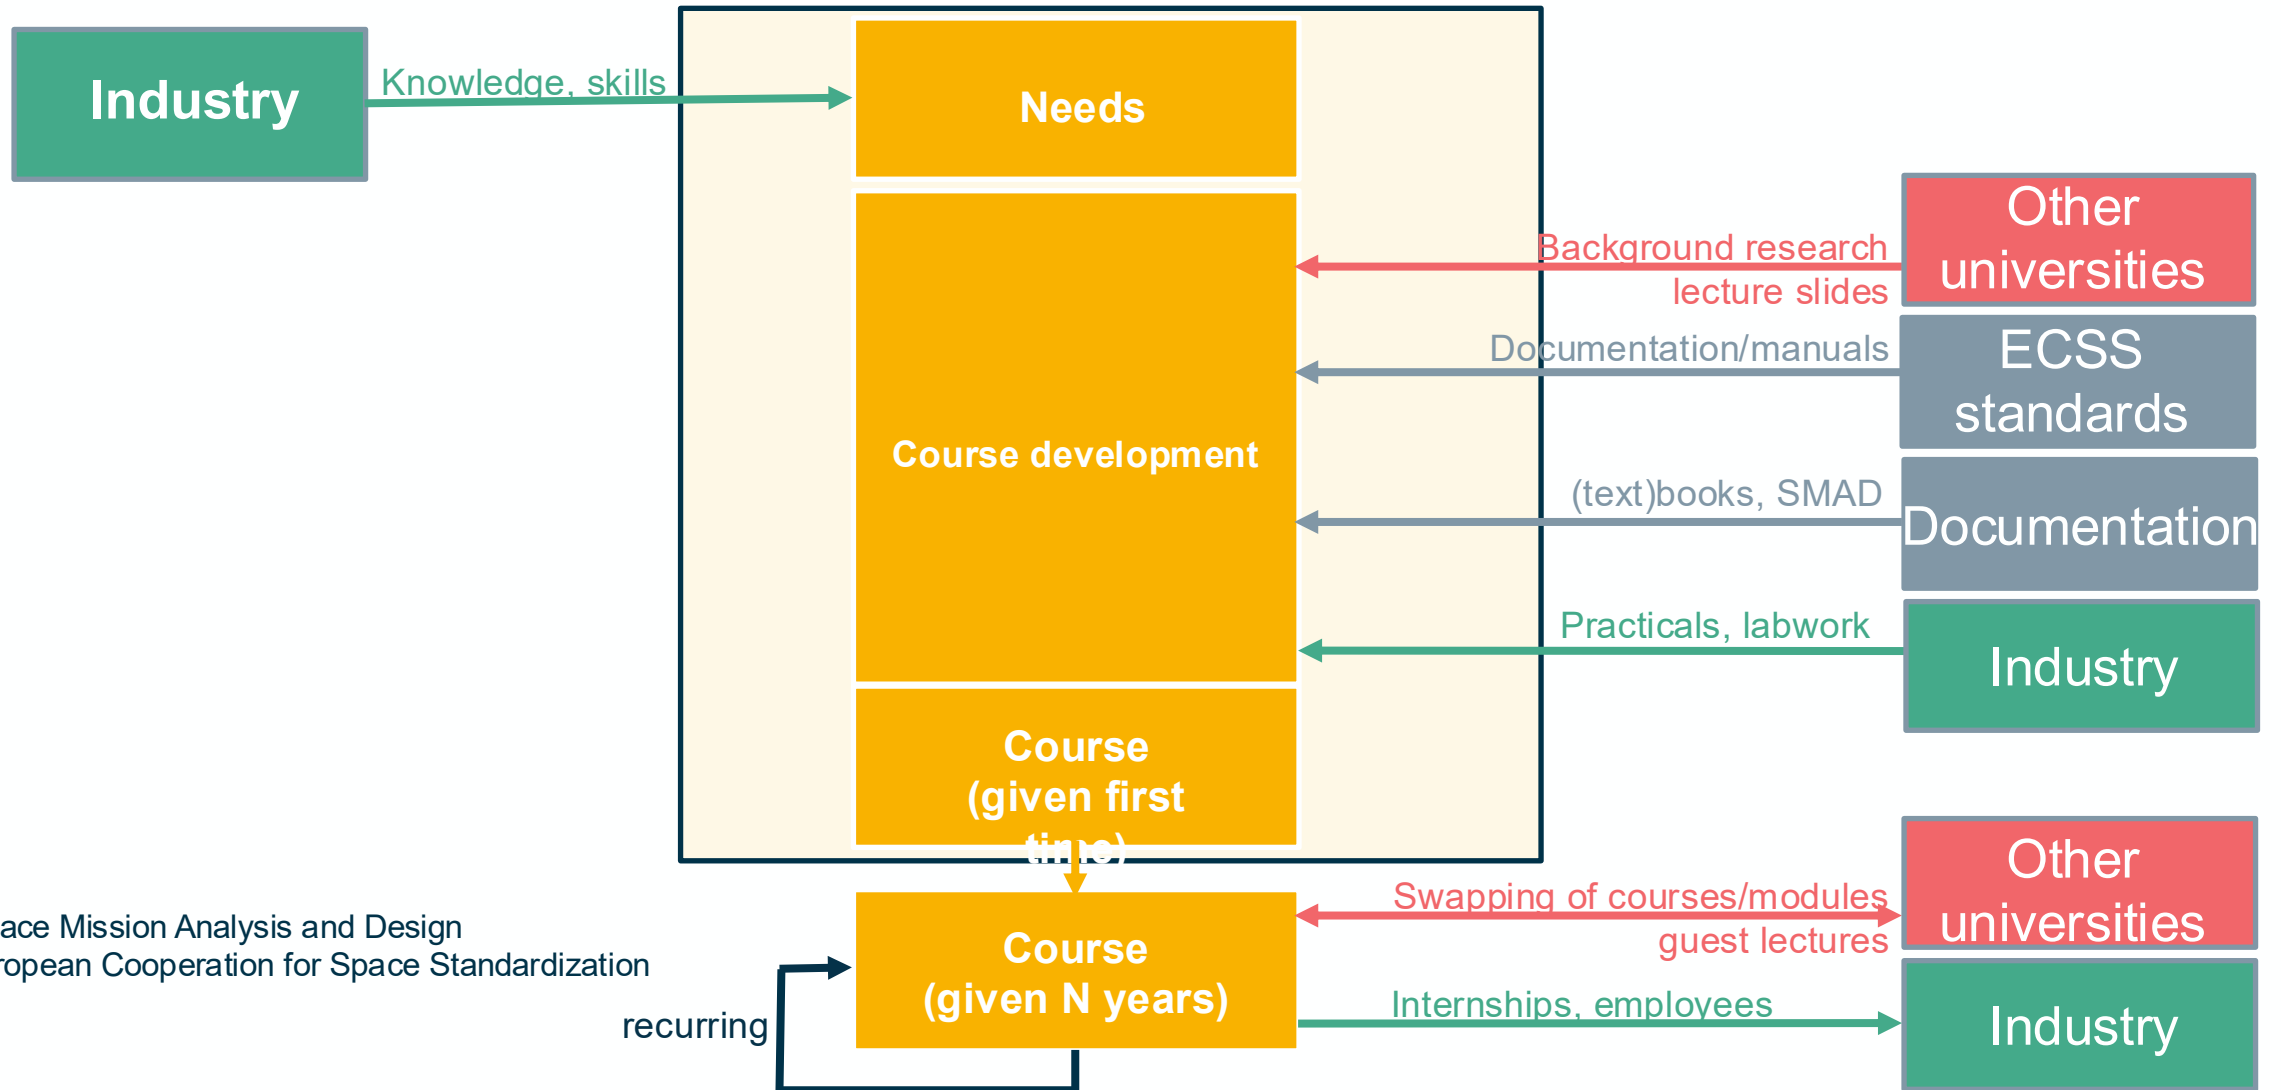 Industry
Knowledge, skills
Needs
Other
universities
Background research
lecture slides
ECSS
standards
Documentation/manuals
Course development
(text)books, SMAD
Documentation
Practicals, labwork
Industry
Course
(given first
time)
Other
universities
Swapping of courses/modules
guest lectures
ace Mission Analysis and Design
ropean Cooperation for Space Standardization
Course
(given N years)
recurring
Internships, employees
Industry